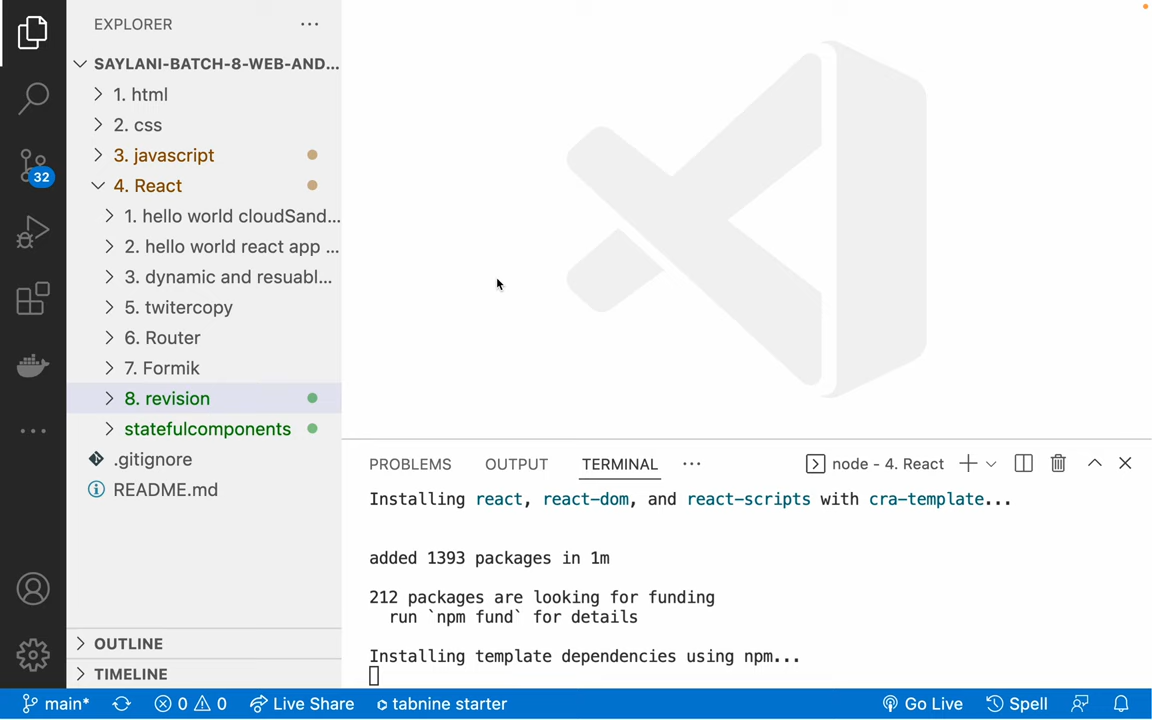 EXPLORER
SAYLANI-BATCH-8-WEB-AND...
1. html
2. css
3. javascript
32
4. React
1. hello world cloudSand...
2. hello world react app ...
3. dynamic and resuabl...
5. twitercopy
6. Router
7. Formik
8. revision
statefulcomponents
.gitignore
README.md
OUTLINE
TIMELINE
PROBLEMS OUTPUT TERMINAL ... node - 4. React
Installing react, react-dom, and react-scripts with cra-template...
added 1393 packages in 1m
212 packages are looking for funding
run `npm fund` for details
Installing template dependencies using npm...
main* 0 0 Live Share tabnine starter Go Live Spell